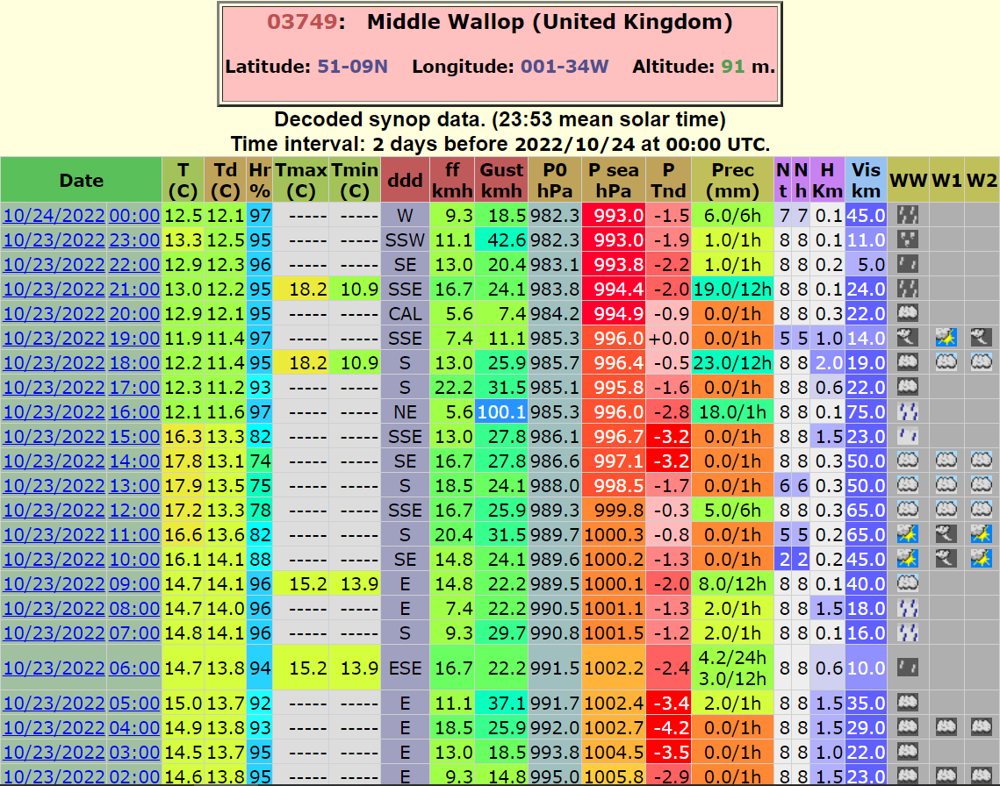 03749: Middle Wallop (United Kingdom)
Latitude: 51-09N Longitude: 001-34W Altitude: 91 m.
Decoded synop data. (23:53 mean solar time)
Time interval: 2 days before 2022/10/24 at 00:00 UTC.
Date T (C) Td (C) Hr % Tmax (C) Tmin (C) ddd ff kmh Gust kmh P0 hPa P sea hPa P Tnd Prec (mm) N t N h H Km Vis km WW W1 W2
10/24/2022 00:00 12.5 12.1 97 ----- ----- W 9.3 18.5 982.3 993.0 -1.5 6.0/6h 7 7 0.1 45.0
10/23/2022 23:00 13.3 12.5 95 ----- ----- SSW 11.1 42.6 982.3 993.0 -1.9 1.0/1h 8 8 0.1 11.0
10/23/2022 22:00 12.9 12.3 96 ----- ----- SE 13.0 20.4 983.1 993.8 -2.2 1.0/1h 8 8 0.2 5.0
10/23/2022 21:00 13.0 12.2 95 18.2 10.9 SSE 16.7 24.1 983.8 994.4 -2.0 19.0/12h 8 8 0.1 24.0
10/23/2022 20:00 12.9 12.1 95 ----- ----- CAL 5.6 7.4 984.2 994.9 -0.9 0.0/1h 8 8 0.3 22.0
10/23/2022 19:00 11.9 11.4 97 ----- ----- SSE 7.4 11.1 985.3 996.0 +0.0 0.0/1h 5 5 1.0 14.0
10/23/2022 18:00 12.2 11.4 95 18.2 10.9 S 13.0 25.9 985.7 996.4 -0.5 23.0/12h 8 8 2.0 19.0
10/23/2022 17:00 12.3 11.2 93 ----- ----- S 22.2 31.5 985.1 995.8 -1.6 0.0/1h 8 8 0.6 22.0
10/23/2022 16:00 12.1 11.6 97 ----- ----- NE 5.6 100.1 985.3 996.0 -2.8 18.0/1h 8 8 0.1 75.0
10/23/2022 15:00 16.3 13.3 82 ----- ----- SSE 13.0 27.8 986.1 996.7 -3.2 0.0/1h 8 8 1.5 23.0
10/23/2022 14:00 17.8 13.1 74 ----- ----- SE 16.7 27.8 986.6 997.1 -3.2 0.0/1h 8 8 0.3 50.0
10/23/2022 13:00 17.9 13.5 75 ----- ----- S 18.5 24.1 988.0 998.5 -1.7 0.0/1h 6 6 0.3 50.0
10/23/2022 12:00 17.2 13.3 78 ----- ----- SSE 16.7 25.9 989.3 999.8 -0.3 5.0/6h 8 8 0.3 65.0
10/23/2022 11:00 16.6 13.6 82 ----- ----- S 20.4 31.5 989.7 1000.3 -0.8 0.0/1h 5 5 0.2 65.0
10/23/2022 10:00 16.1 14.1 88 ----- ----- SE 14.8 24.1 989.6 1000.2 -1.3 0.0/1h 2 2 0.2 45.0
10/23/2022 09:00 14.7 14.1 96 15.2 13.9 E 14.8 22.2 989.5 1000.1 -2.0 8.0/12h 8 8 0.1 40.0
10/23/2022 08:00 14.7 14.0 96 ----- ----- E 7.4 22.2 990.5 1001.1 -1.3 2.0/1h 8 8 1.5 18.0
10/23/2022 07:00 14.8 14.1 96 ----- ----- S 9.3 29.7 990.8 1001.5 -1.2 2.0/1h 8 8 0.1 16.0
10/23/2022 06:00 14.7 13.8 94 15.2 13.9 ESE 16.7 22.2 991.5 1002.2 -2.4 4.2/24h 3.0/12h 8 8 0.6 10.0
10/23/2022 05:00 15.0 13.7 92 ----- ----- E 11.1 37.1 991.7 1002.4 -3.4 2.0/1h 8 8 1.5 35.0
10/23/2022 04:00 14.9 13.8 93 ----- ----- E 18.5 25.9 992.0 1002.7 -4.2 0.0/1h 8 8 1.5 29.0
10/23/2022 03:00 14.5 13.7 95 ----- ----- E 13.0 18.5 993.8 1004.5 -3.5 0.0/1h 8 8 1.0 22.0
10/23/2022 02:00 14.6 13.8 95 ----- ----- E 9.3 14.8 995.0 1005.8 -2.9 0.0/1h 8 8 1.5 23.0